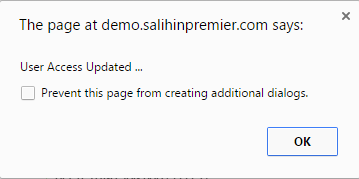 The page at demo.salihinpremier.com says:
User Access Updated ...
Prevent this page from creating additional dialogs.
OK